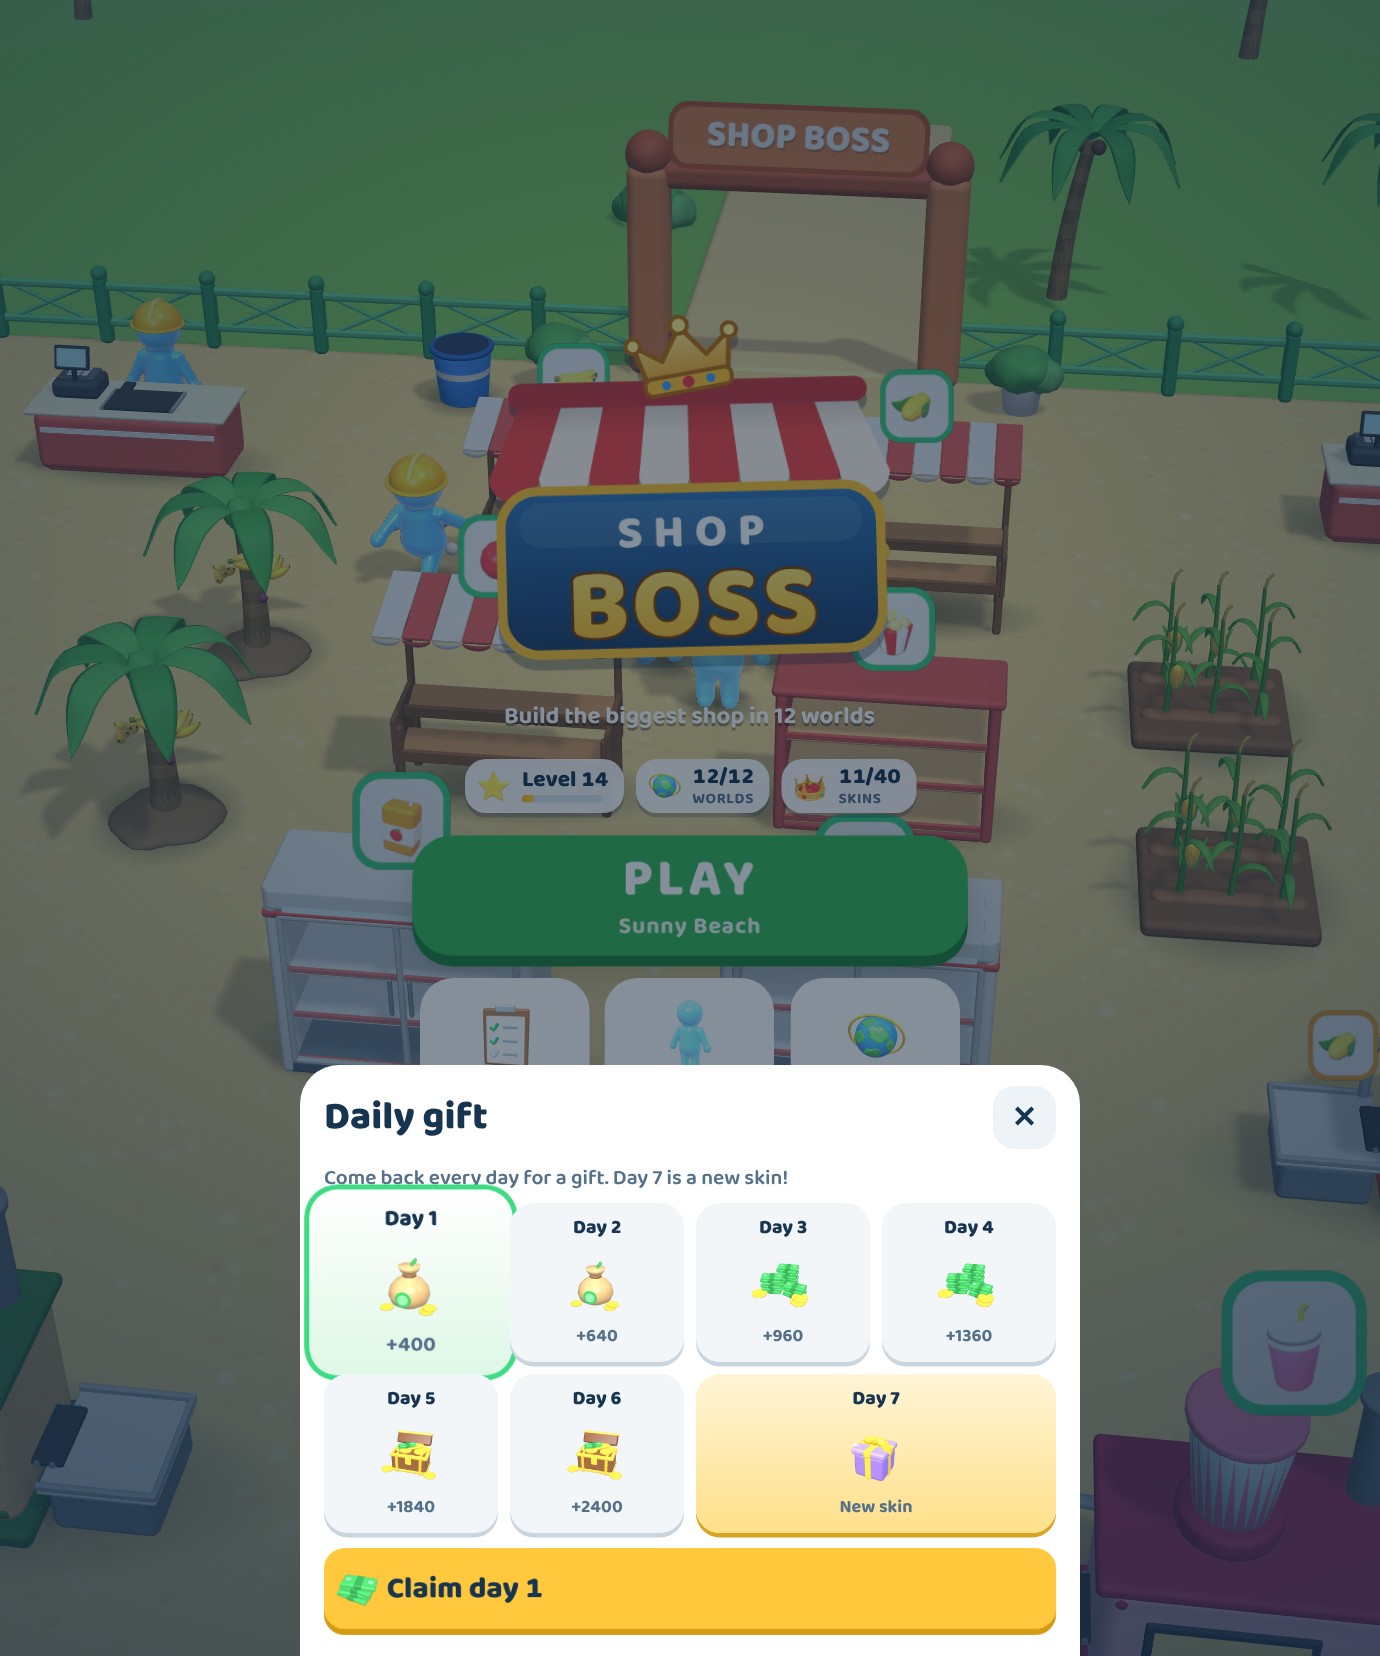 SHOP BOSS
SHOP
BOSS
Build the biggest shop in 12 worlds
Level 14
12/12
WORLDS
11/40
SKINS
PLAY
Sunny Beach
Daily gift
Come back every day for a gift. Day 7 is a new skin!
Day 1
+400
Day 2
+640
Day 3
+960
Day 4
+1360
Day 5
+1840
Day 6
+2400
Day 7
New skin
Claim day 1